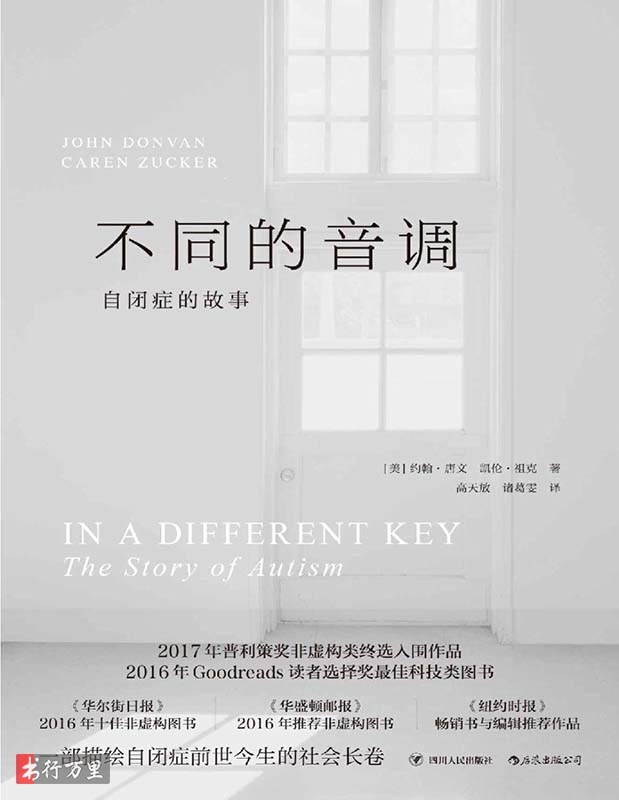 JOHN DONVAN
CAREN ZUCKER
不同的音调
自闭症的故事
[美]约翰·唐文 凯伦·祖克 著
高天放 诸葛雯 译
IN A DIFFERENT KEY
The Story of Autism
2017年普利策奖非虚构类终选入围作品
2016年Goodreads读者选择奖最佳科技类图书
《华尔街日报》
2016年十佳非虚构图书
《华盛顿邮报》
2016年推荐非虚构图书
《纽约时报》
畅销书与编辑推荐作品
一部描绘自闭症前世今生的社会长卷
四川人民出版社
后浪出版公司
书行万里